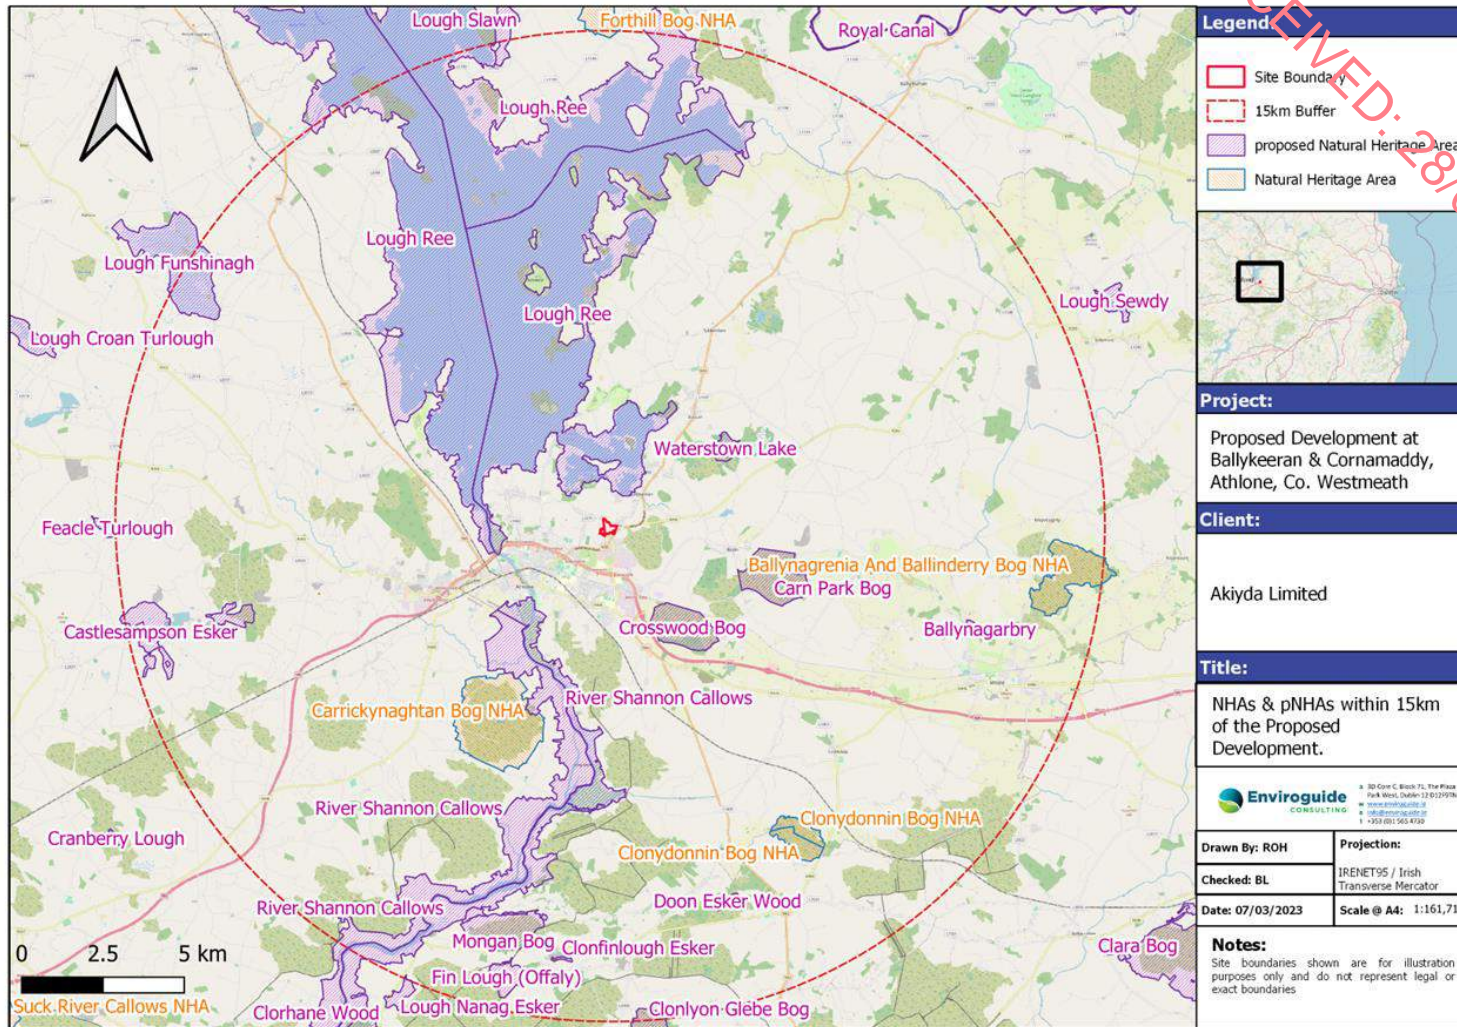 Lough Slawn
Forthill Bog NHA
Royal Canal
Lough Ree
Lough Ree
Lough Funshinagh
Lough Ree
Lough Sewdy
Lough Croan Turlough
Waterstown Lake
Feacle Turlough
Ballynagrenia And Ballinderry Bog NHA
Carn Park Bog
Castlesampson Esker
Crosswood Bog
Ballynagarbry
River Shannon Callows
Carrickynaghtan Bog NHA
River Shannon Callows
Clonydonnin Bog NHA
Cranberry Lough
Clonydonnin Bog NHA
Doon Esker Wood
River Shannon Callows
Mongan Bog
Clonfinlough Esker
Clara Bog
Fin Lough (Offaly)
Lough Nanag Esker
Clorhane Wood
Clonlyon Glebe Bog
0 2.5 5 km
Suck River Callows NHA
CEIVED: 28/
Legend
Site Boundary
15km Buffer
proposed Natural Heritage Area
Natural Heritage Area
Project:
Proposed Development at
Ballykeeran & Cornamaddy,
Athlone, Co. Westmeath
Client:
Akiyda Limited
Title:
NHAs & pNHAs within 15km
of the Proposed
Development.
Enviroguide
CONSULTING
Drawn By: ROH
Projection:
IRENET95 / Irish
Transverse Mercator
Checked: BL
Date: 07/03/2023
Scale @ A4: 1:161,71
Notes:
Site boundaries shown are for illustration
purposes only and do not represent legal or
exact boundaries